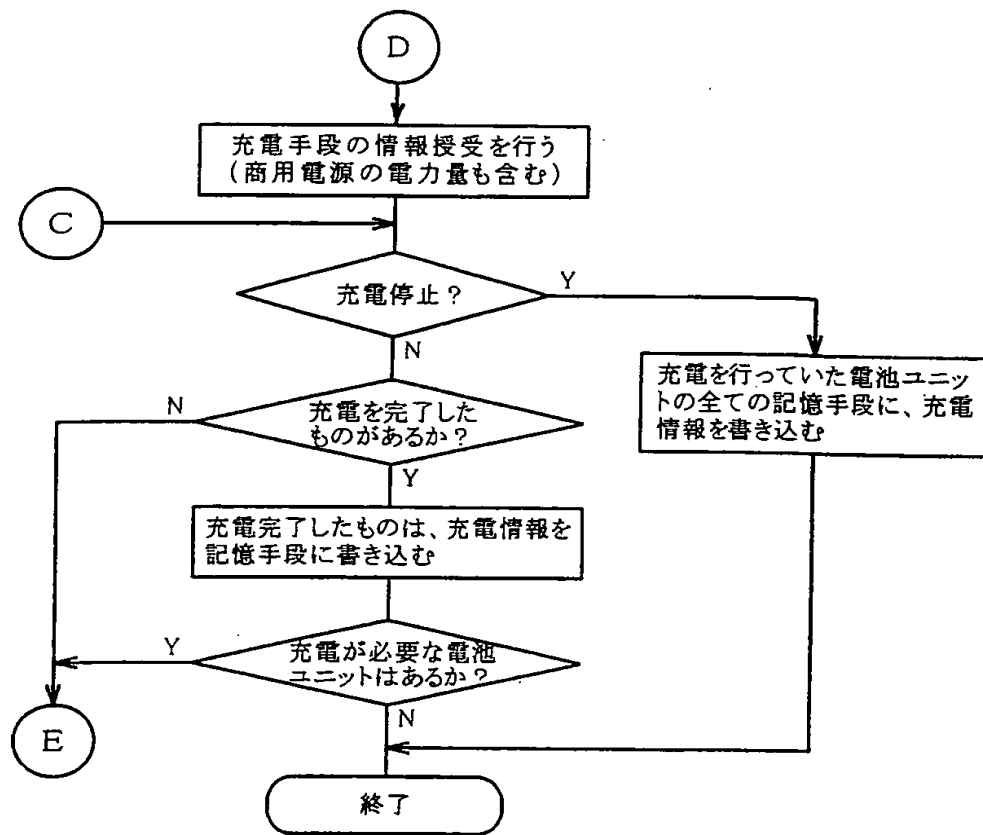 D
充電手段の情報授受を行う
(商用電源の電力量も含む)
C
充電停止?
Y
N
充電を行っていた電池ユニッ
トの全ての記憶手段に、充電
情報を書き込む
N
充電を完了した
ものがあるか?
Y
充電完了したものは、充電情報を
記憶手段に書き込む
Y
充電が必要な電池
ユニットはあるか?
N
E
終了